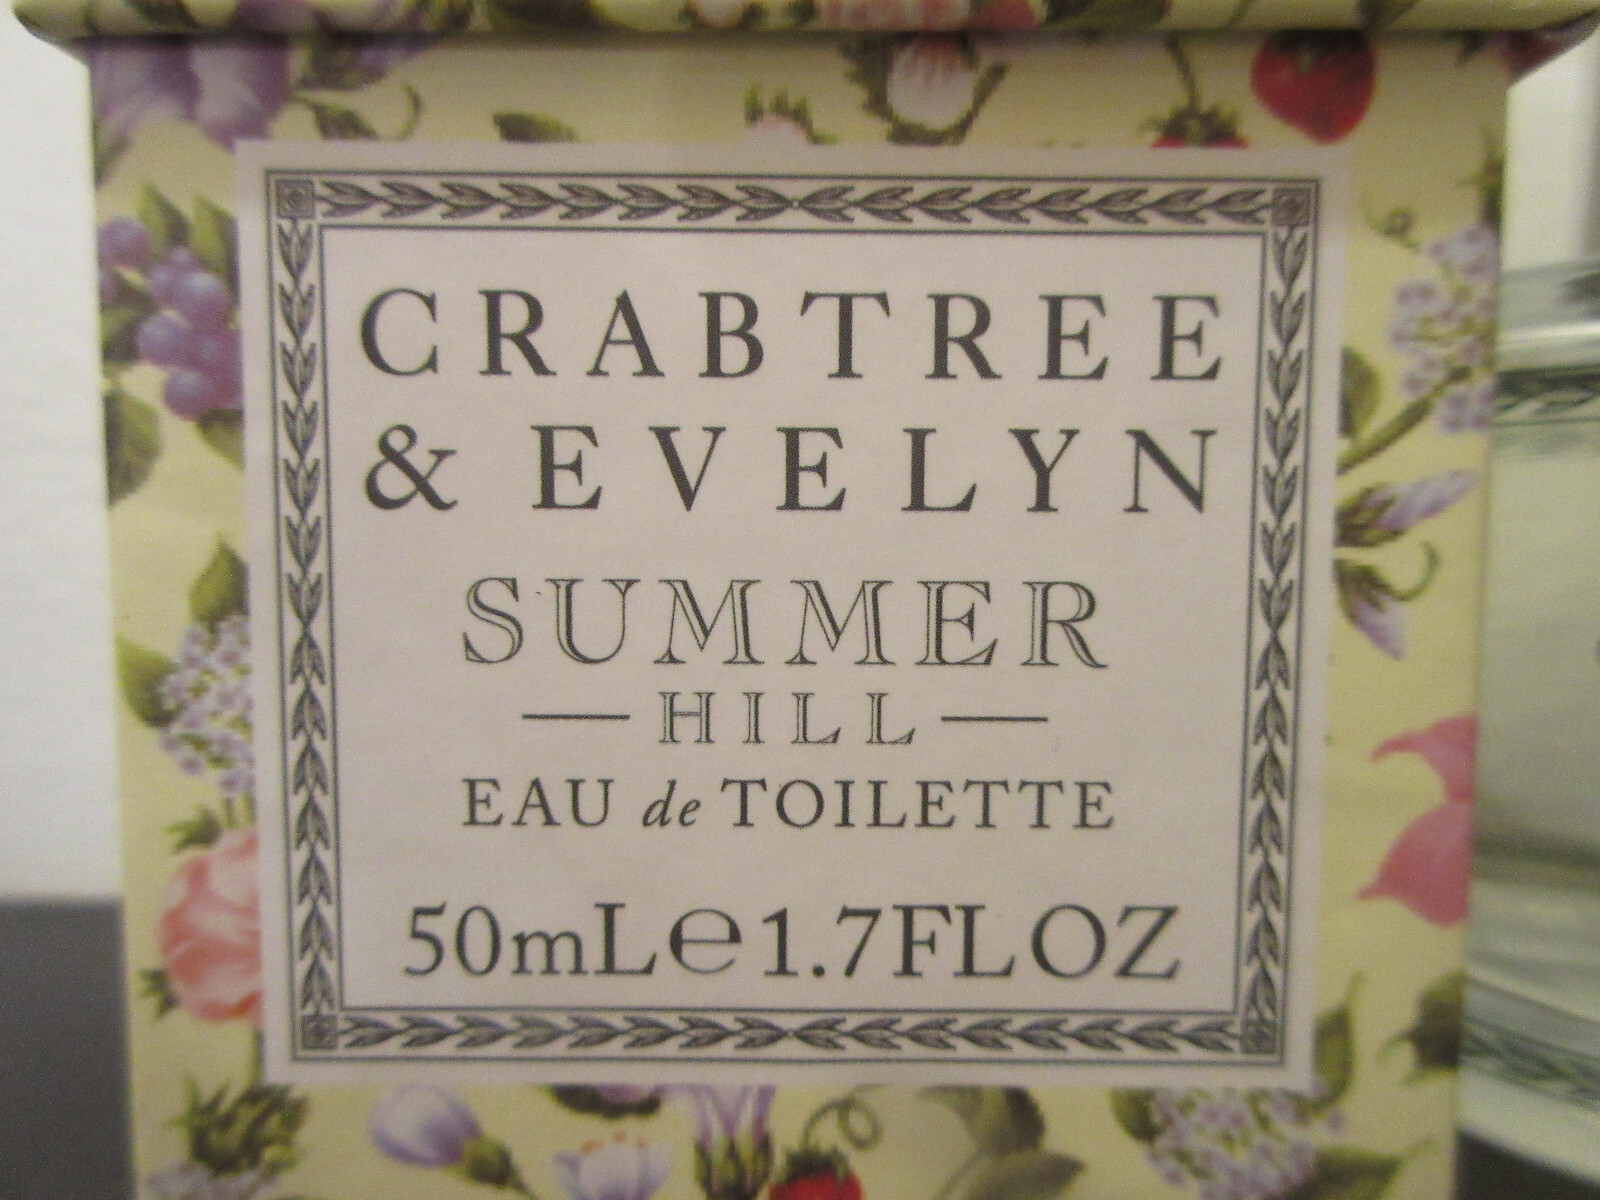 CRABTREE
& EVELYN
SUMMER
— HILL —
EAU de TOILETTE
50mL℮1.7FLOZ